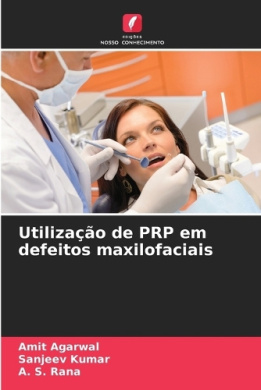 edições
NOSSO CONHECIMENTO
Utilização de PRP em
defeitos maxilofaciais
Amit Agarwal
Sanjeev Kumar
A. S. Rana